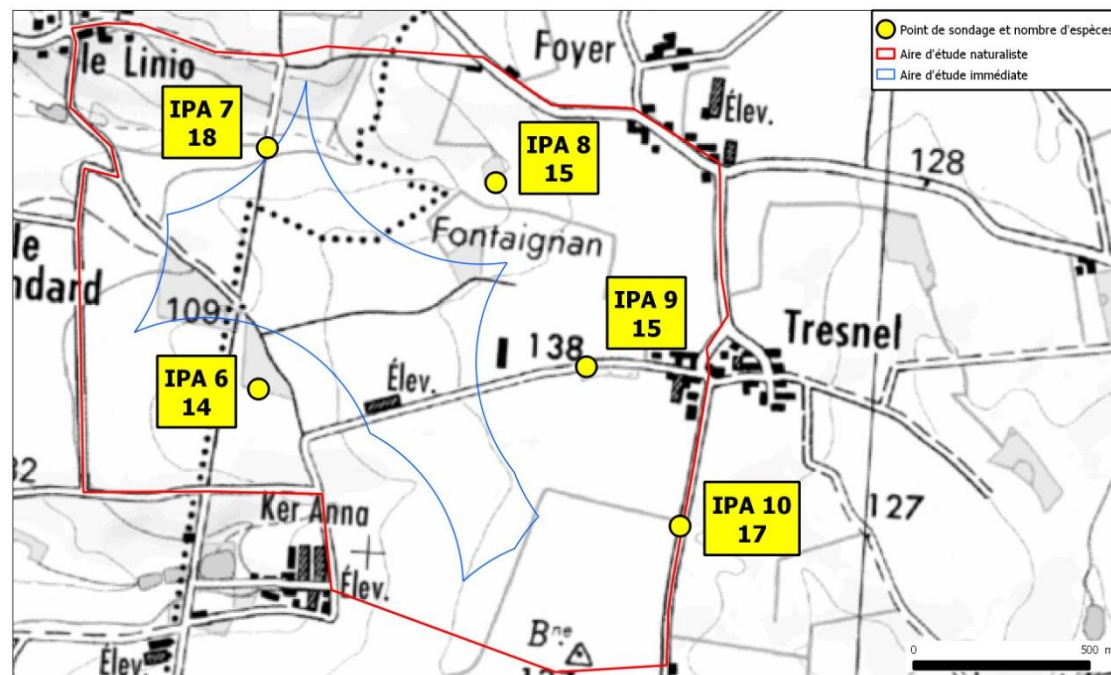 Point de sondage et nombre d'espèces
Aire d'étude naturaliste
Aire d'étude immédiate
le Linio
Foyer
IPA 7
18
Élev.
IPA 8
15
128
Fontaignan
le
ndard
109
IPA 9
15
Tresnel
138
IPA 6
14
Élev.
32
Ker Anna
IPA 10
17
127
Élev.
Bne
Élev.
0 500 m